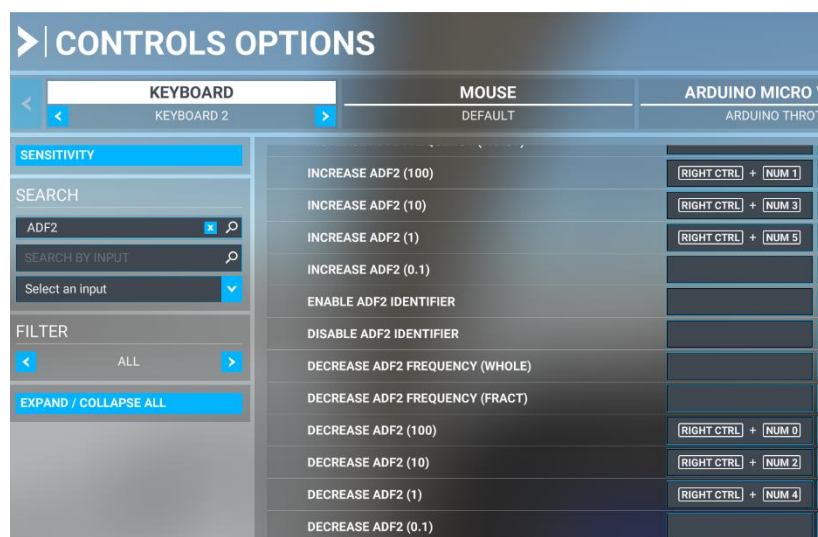 CONTROLS OPTIONS
KEYBOARD
KEYBOARD 2
MOUSE
DEFAULT
ARDUINO MICRO
ARDUINO THRO
SENSITIVITY
SEARCH
ADF2
SEARCH BY INPUT
Select an input
FILTER
ALL
EXPAND / COLLAPSE ALL
INCREASE ADF2 (100) RIGHT CTRL + NUM 1
INCREASE ADF2 (10) RIGHT CTRL + NUM 3
INCREASE ADF2 (1) RIGHT CTRL + NUM 5
INCREASE ADF2 (0.1)
ENABLE ADF2 IDENTIFIER
DISABLE ADF2 IDENTIFIER
DECREASE ADF2 FREQUENCY (WHOLE)
DECREASE ADF2 FREQUENCY (FRACT)
DECREASE ADF2 (100) RIGHT CTRL + NUM 0
DECREASE ADF2 (10) RIGHT CTRL + NUM 2
DECREASE ADF2 (1) RIGHT CTRL + NUM 4
DECREASE ADF2 (0.1)